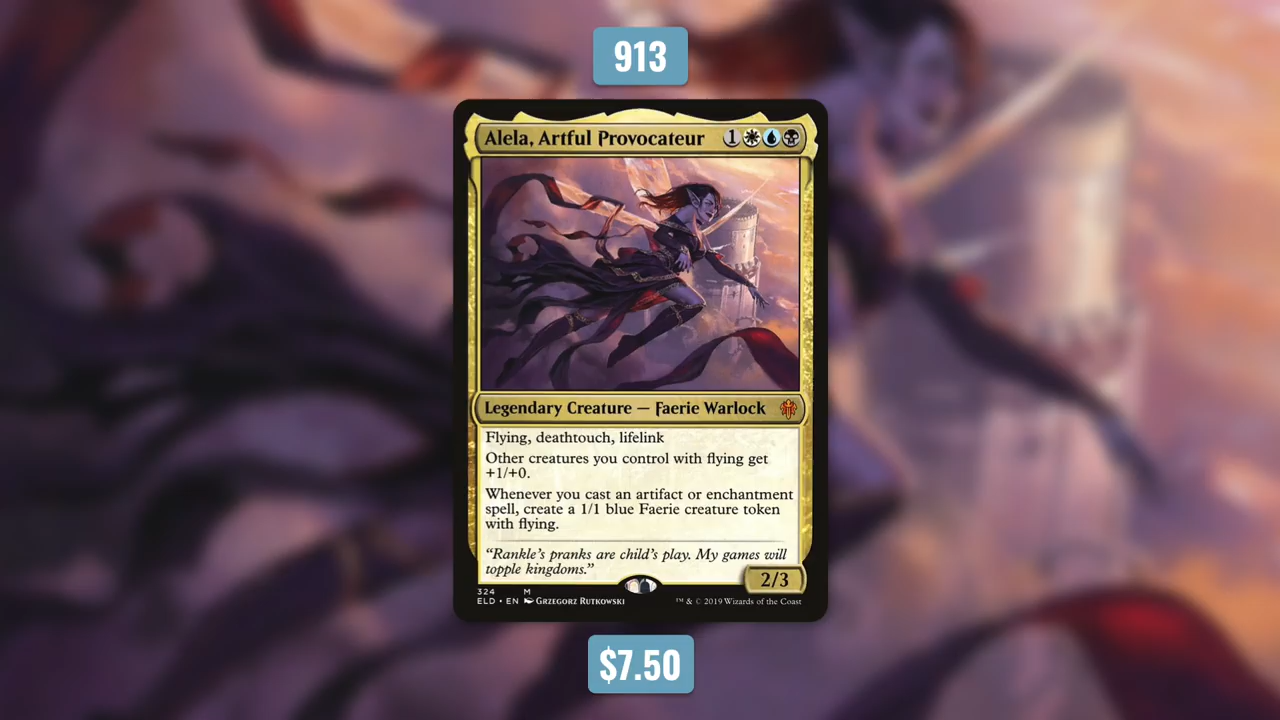 913
Alela, Artful Provocateur 1
Legendary Creature — Faerie Warlock
Flying, deathtouch, lifelink
Other creatures you control with flying get
+1/+0.
Whenever you cast an artifact or enchantment
spell, create a 1/1 blue Faerie creature token
with flying.
"Rankle's pranks are child's play. My games will
topple kingdoms."
2/3
324 M
ELD • EN Grzegorz Rutkowski
™ & © 2019 Wizards of the Coast
$7.50